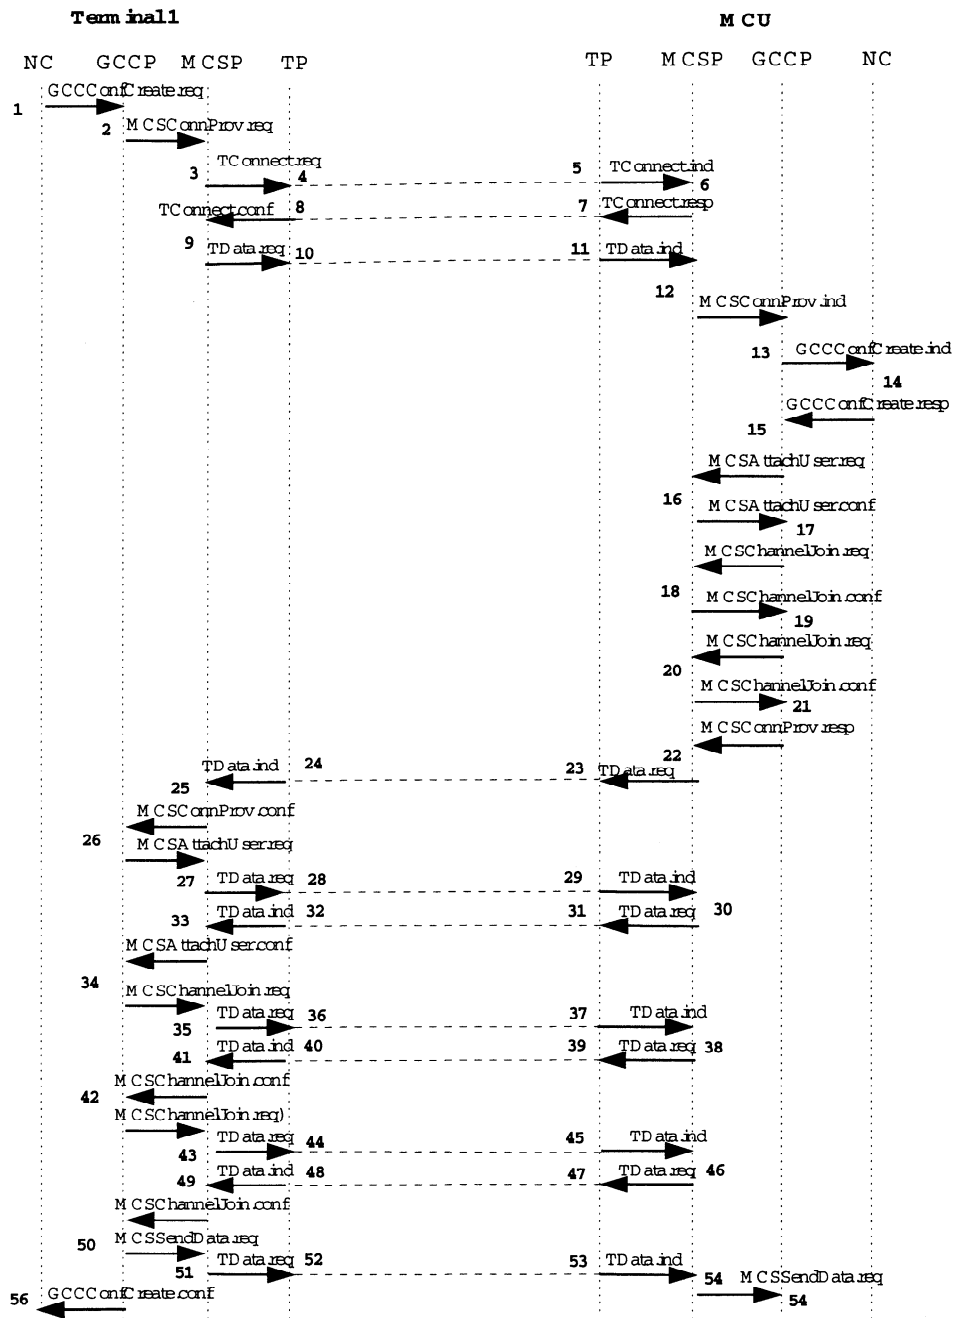 Terminal1 MCU
NC GCCP MCSP TP TP MCSP GCCP NC
GCCConfCreate.req
1
2 MCSConnProv.req
TConnect.req 5 TConnect.ind
3 4 6
TConnect.conf 8 7 TConnect.resp
9 TData.req 10 11 TData.ind
12 MCSConnProv.ind
13 GCCConfCreate.ind
14
GCCConfCreate.resp
15
MCSAttachUser.req
16 MCSAttachUser.conf
17
MCSChannelJoin.req
18 MCSChannelJoin.conf
19
MCSChannelJoin.req
20
MCSChannelJoin.conf
21
MCSConnProv.resp
22
TData.ind 24 23 TData.req
25
MCSConnProv.conf
26 MCSAttachUser.req
27 TData.req 28 29 TData.ind
33 TData.ind 32 31 TData.req 30
MCSAttachUser.conf
34 MCSChannelJoin.req
35 TData.req 36 37 TData.ind
41 TData.ind 40 39 TData.req 38
42 MCSChannelJoin.conf
MCSChannelJoin.req)
43 TData.req 44 45 TData.ind
49 TData.ind 48 47 TData.req 46
MCSChannelJoin.conf
50 MCSSendData.req
51 TData.req 52 53 TData.ind
54 MCSSendData.req
54
56 GCCConfCreate.conf